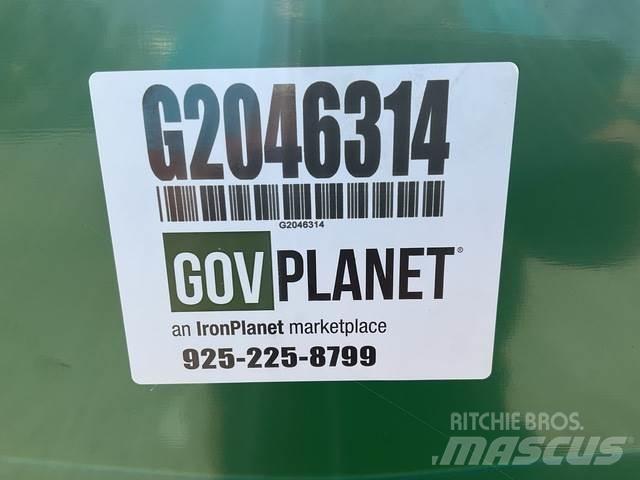 G2046314
G2046314
GOV PLANET®
an IronPlanet marketplace
925-225-8799
RITCHIE BROS.
MASCUS